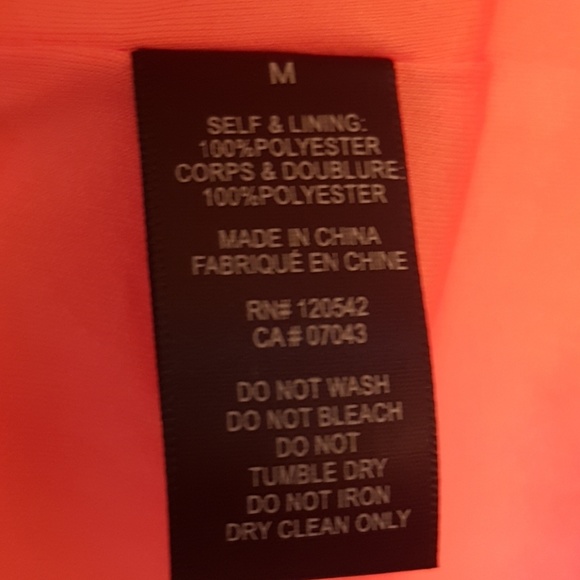 M
SELF & LINING:
100%POLYESTER
CORPS & DOUBLURE:
100%POLYESTER
MADE IN CHINA
FABRIQUÉ EN CHINE
RN# 120542
CA# 07043
DO NOT WASH
DO NOT BLEACH
DO NOT
TUMBLE DRY
DO NOT IRON
DRY CLEAN ONLY